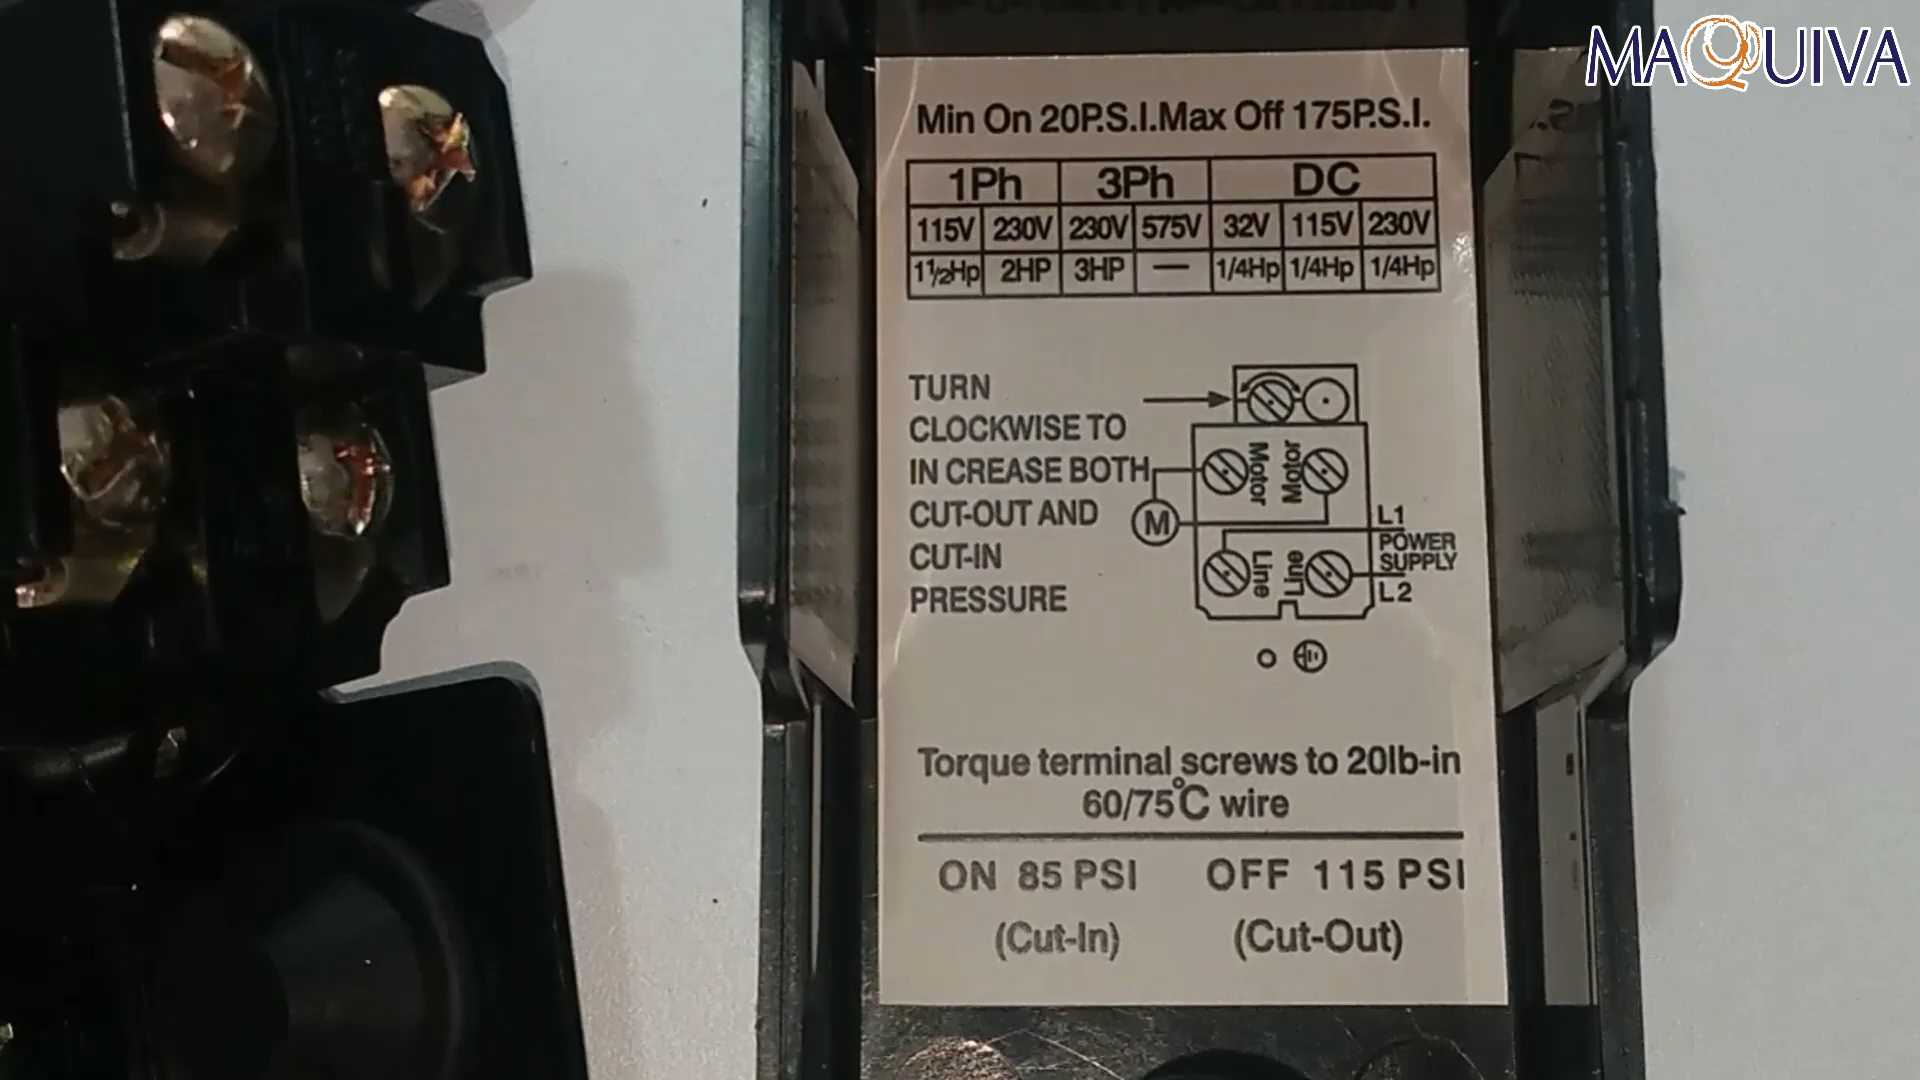 MAQUIVA
Min On 20P.S.I.Max Off 175P.S.I.
1Ph 3Ph DC
115V 230V 230V 575V 32V 115V 230V
1½Hp 2HP 3HP — 1/4Hp 1/4Hp 1/4Hp
TURN
CLOCKWISE TO
IN CREASE BOTH
CUT-OUT AND
CUT-IN
PRESSURE
Motor Motor
M
L1
POWER
SUPPLY
L2
Line Line
Torque terminal screws to 20lb-in
60/75°C wire
ON 85 PSI OFF 115 PSI
(Cut-In) (Cut-Out)